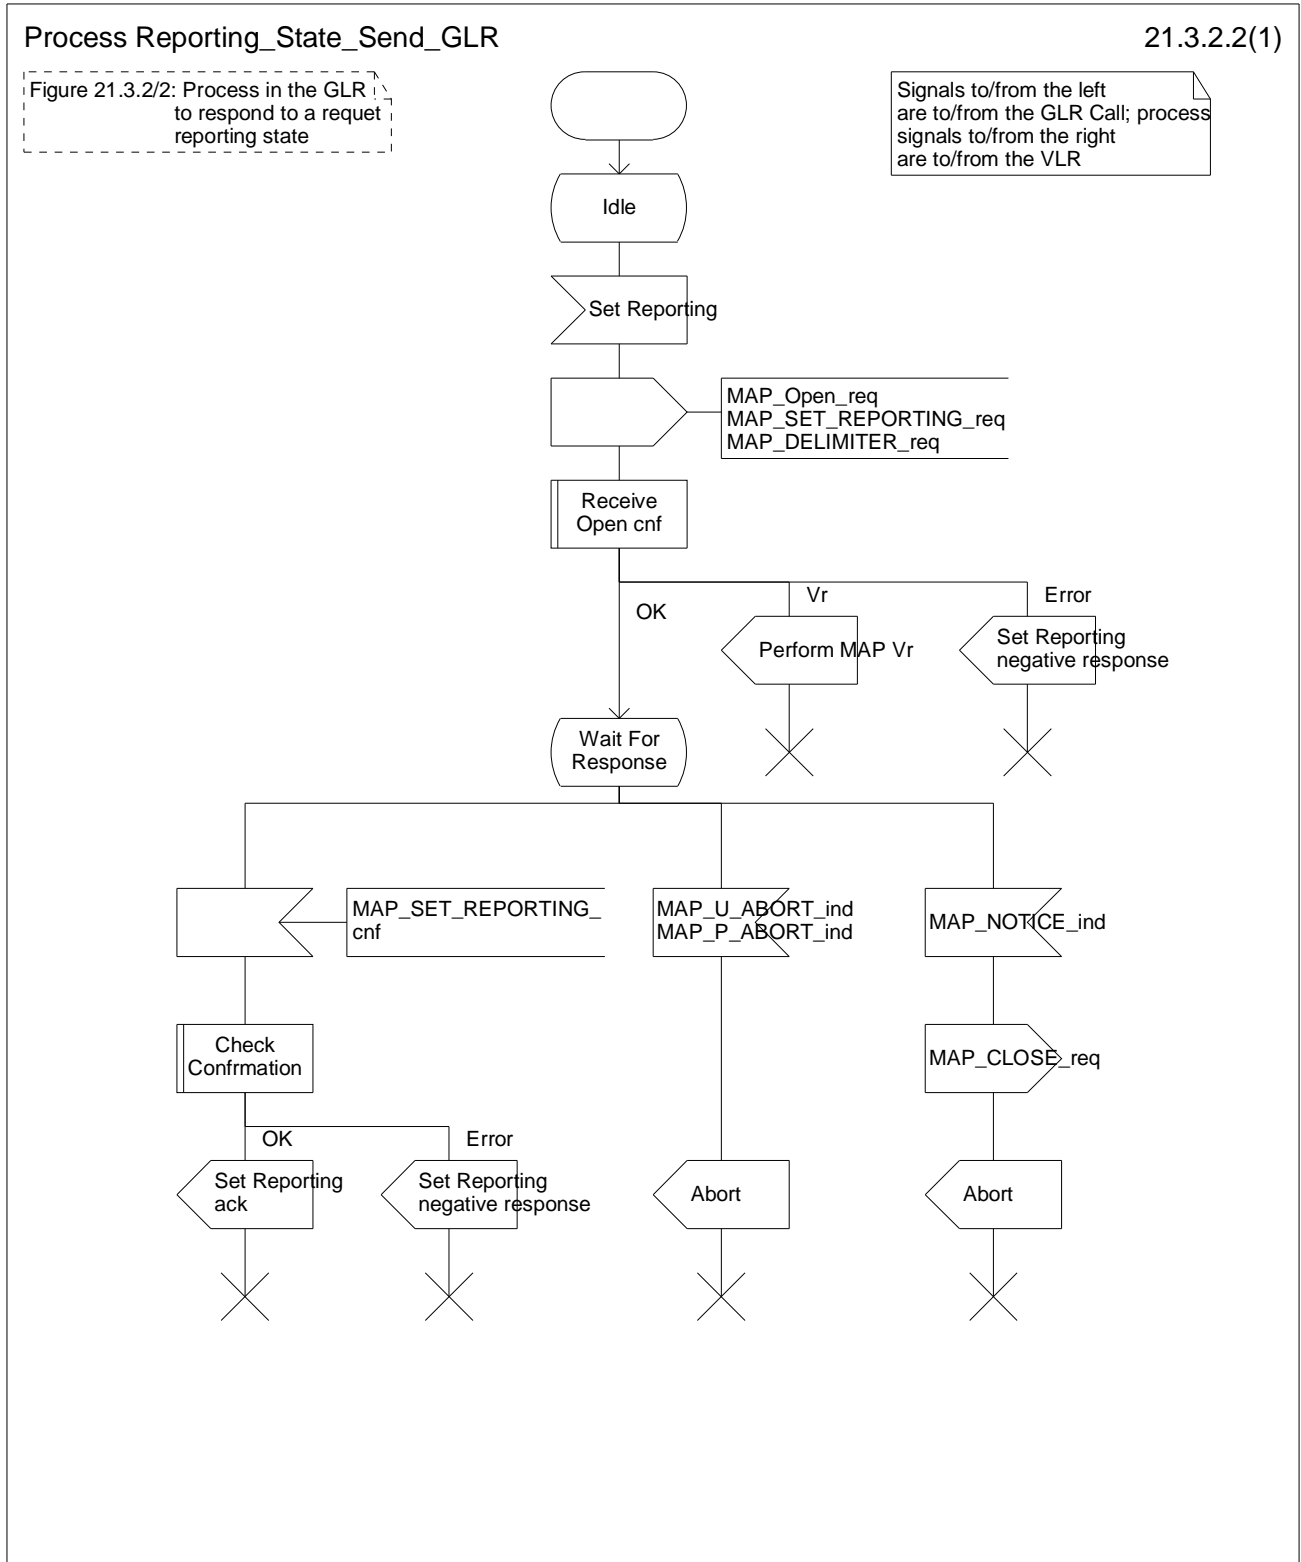 Process Reporting_State_Send_GLR
21.3.2.2(1)
Figure 21.3.2/2: Process in the GLR
to respond to a requet
reporting state
Signals to/from the left
are to/from the GLR Call; process
signals to/from the right
are to/from the VLR
Idle
Set Reporting
MAP_Open_req
MAP_SET_REPORTING_req
MAP_DELIMITER_req
Receive
Open cnf
OK
Vr
Error
Perform MAP Vr
Set Reporting
negative response
Wait For
Response
MAP_SET_REPORTING_
cnf
MAP_U_ABORT_ind
MAP_P_ABORT_ind
MAP_NOTICE_ind
Check
Confrmation
MAP_CLOSE_req
OK
Error
Set Reporting
ack
Set Reporting
negative response
Abort
Abort